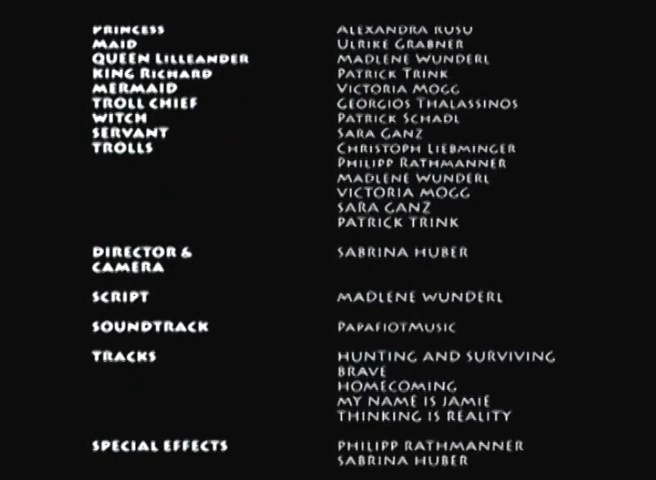 PRINCESS ALEXANDRA RUSU
MAID ULRIKE GRABNER
QUEEN LILLEANDER MADLENE WUNDERL
KING RICHARD PATRICK TRINK
MERMAID VICTORIA MOGG
TROLL CHIEF GEORGIOS THALASSINOS
WITCH PATRICK SCHADL
SERVANT SARA GANZ
TROLLS CHRISTOPH LIEBMINGER
PHILIPP RATHMANNER
MADLENE WUNDERL
VICTORIA MOGG
SARA GANZ
PATRICK TRINK
DIRECTOR & SABRINA HUBER
CAMERA
SCRIPT MADLENE WUNDERL
SOUNDTRACK PAPAFIOTMUSIC
TRACKS HUNTING AND SURVIVING
BRAVE
HOMECOMING
MY NAME IS JAMIE
THINKING IS REALITY
SPECIAL EFFECTS PHILIPP RATHMANNER
SABRINA HUBER